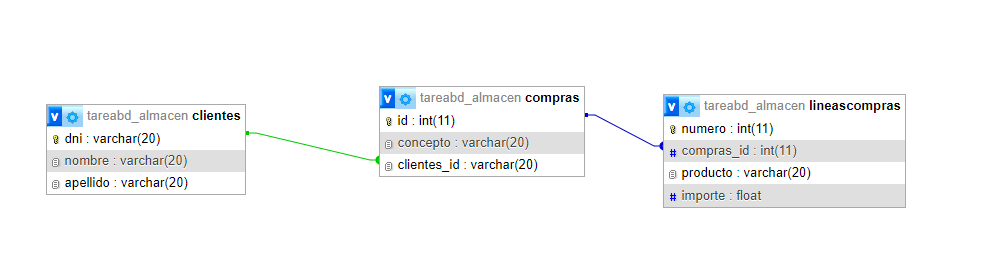 tareabd_almacen clientes
dni : varchar(20)
nombre : varchar(20)
apellido : varchar(20)
tareabd_almacen compras
id : int(11)
concepto : varchar(20)
clientes_id : varchar(20)
tareabd_almacen lineascompras
numero : int(11)
# compras_id : int(11)
producto : varchar(20)
# importe : float